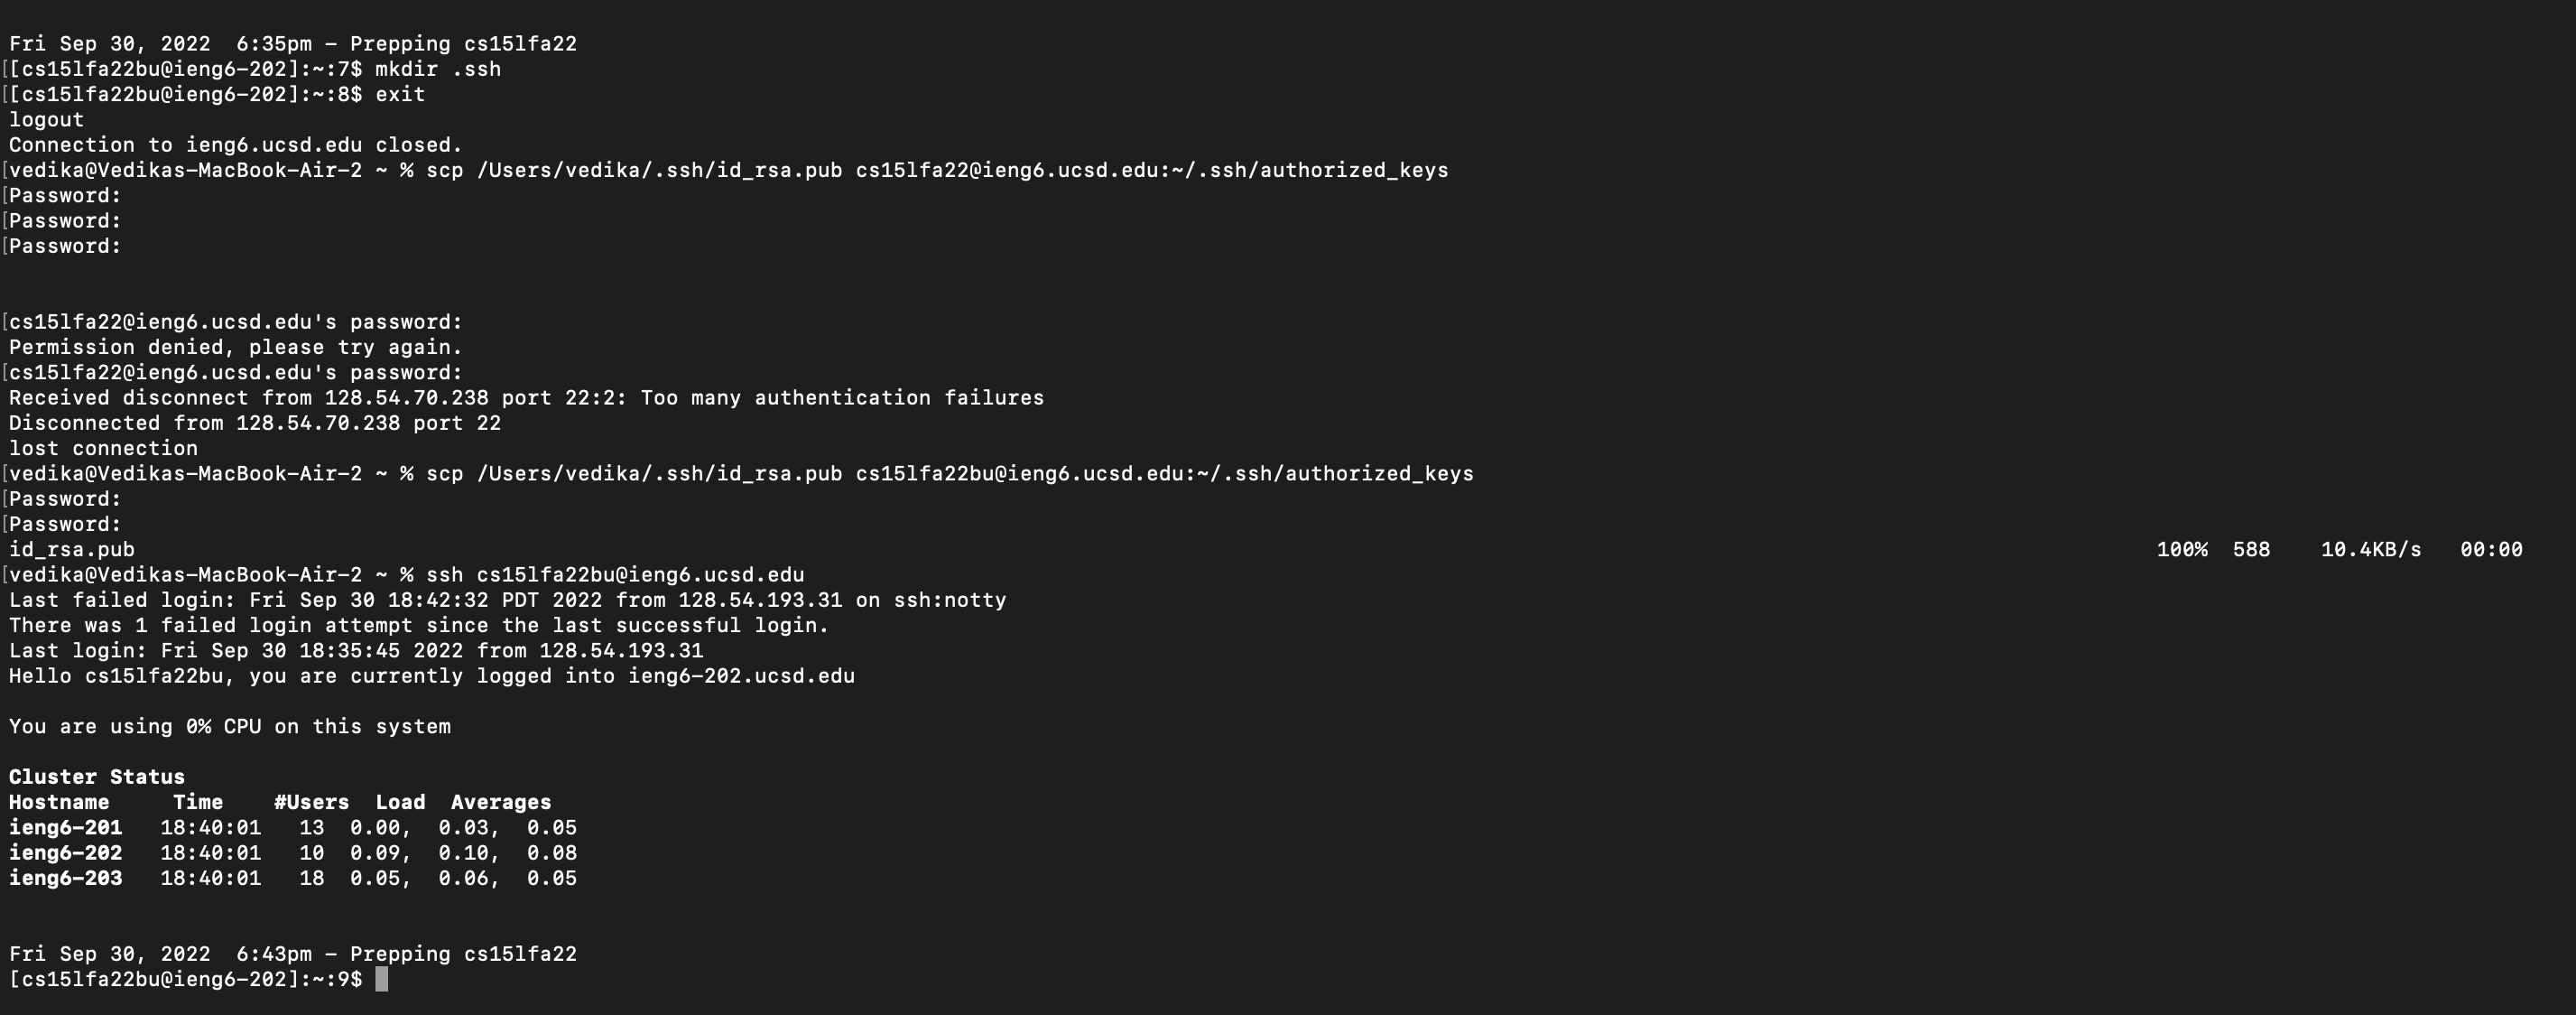 Fri Sep 30, 2022  6:35pm - Prepping cs15lfa22
[[cs15lfa22bu@ieng6-202]:~:7$ mkdir .ssh
[[cs15lfa22bu@ieng6-202]:~:8$ exit
logout
Connection to ieng6.ucsd.edu closed.
[vedika@Vedikas-MacBook-Air-2 ~ % scp /Users/vedika/.ssh/id_rsa.pub cs15lfa22@ieng6.ucsd.edu:~/.ssh/authorized_keys
[Password:
[Password:
[Password:
[cs15lfa22@ieng6.ucsd.edu's password:
Permission denied, please try again.
[cs15lfa22@ieng6.ucsd.edu's password:
Received disconnect from 128.54.70.238 port 22:2: Too many authentication failures
Disconnected from 128.54.70.238 port 22
lost connection
[vedika@Vedikas-MacBook-Air-2 ~ % scp /Users/vedika/.ssh/id_rsa.pub cs15lfa22bu@ieng6.ucsd.edu:~/.ssh/authorized_keys
[Password:
[Password:
id_rsa.pub 100%  588    10.4KB/s   00:00
[vedika@Vedikas-MacBook-Air-2 ~ % ssh cs15lfa22bu@ieng6.ucsd.edu
Last failed login: Fri Sep 30 18:42:32 PDT 2022 from 128.54.193.31 on ssh:notty
There was 1 failed login attempt since the last successful login.
Last login: Fri Sep 30 18:35:45 2022 from 128.54.193.31
Hello cs15lfa22bu, you are currently logged into ieng6-202.ucsd.edu
You are using 0% CPU on this system
Cluster Status
Hostname     Time    #Users  Load  Averages
ieng6-201   18:40:01   13  0.00,  0.03,  0.05
ieng6-202   18:40:01   10  0.09,  0.10,  0.08
ieng6-203   18:40:01   18  0.05,  0.06,  0.05
Fri Sep 30, 2022  6:43pm - Prepping cs15lfa22
[cs15lfa22bu@ieng6-202]:~:9$